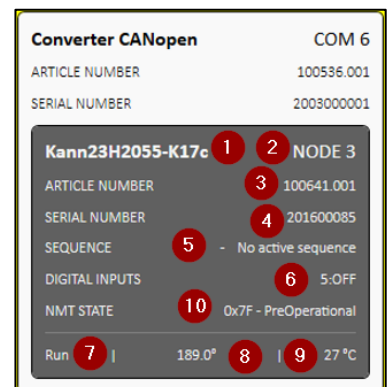 Converter CANopen COM 6
ARTICLE NUMBER 100536.001
SERIAL NUMBER 2003000001
Kann23H2055-K17c 1 2 NODE 3
ARTICLE NUMBER 3 100641.001
SERIAL NUMBER 4 201600085
SEQUENCE 5 - No active sequence
DIGITAL INPUTS 6 5:OFF
NMT STATE 10 0x7F - PreOperational
Run 7 | 189.0° 8 | 9 27 °C